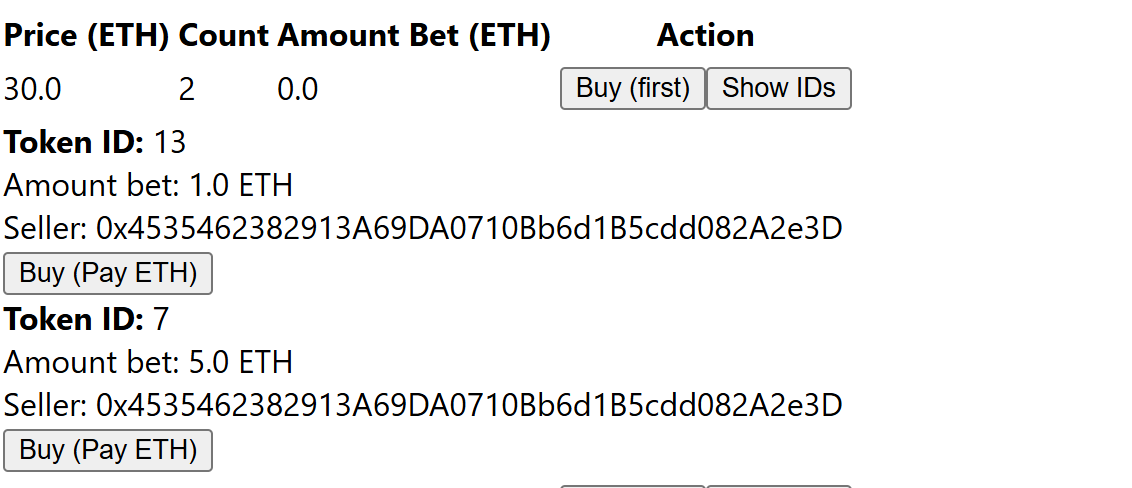 Price (ETH) Count Amount Bet (ETH) Action
30.0 2 0.0 Buy (first) Show IDs
Token ID: 13
Amount bet: 1.0 ETH
Seller: 0x4535462382913A69DA0710Bb6d1B5cdd082A2e3D
Buy (Pay ETH)
Token ID: 7
Amount bet: 5.0 ETH
Seller: 0x4535462382913A69DA0710Bb6d1B5cdd082A2e3D
Buy (Pay ETH)